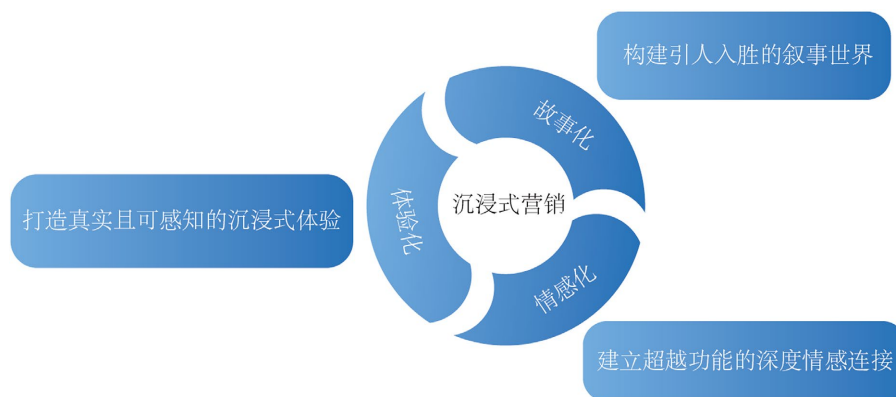 构建引人入胜的叙事世界
故事化
打造真实且可感知的沉浸式体验
体验化
沉浸式营销
情感化
建立超越功能的深度情感连接